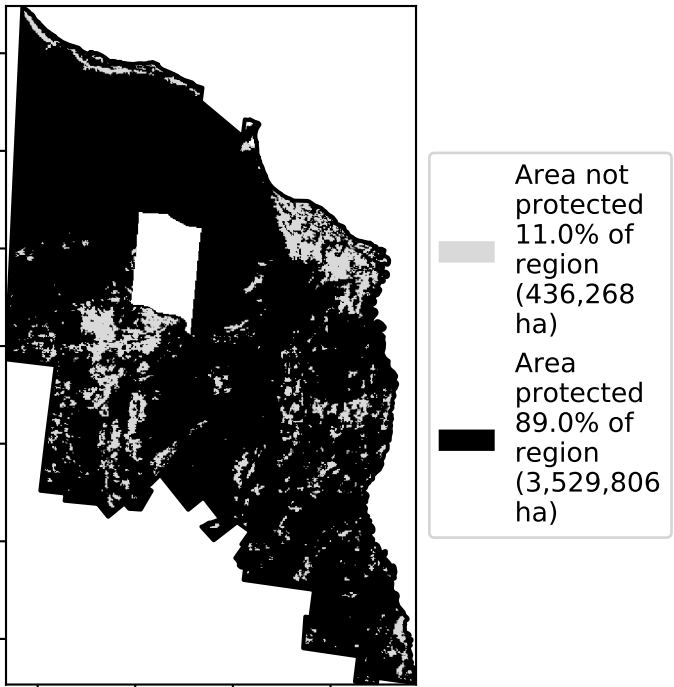 Area not
protected
11.0% of
region
(436,268
ha)
Area
protected
89.0% of
region
(3,529,806
ha)